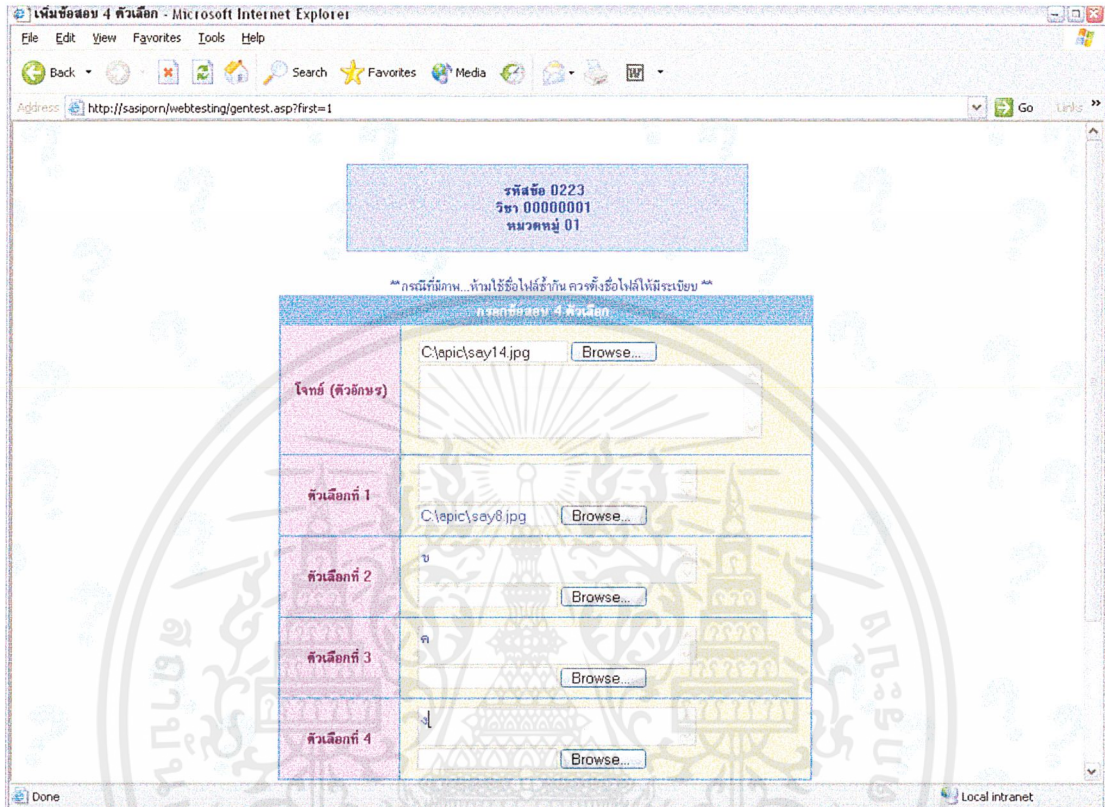 เพิ่มข้อสอบ 4 ตัวเลือก - Microsoft Internet Explorer
File Edit View Favorites Tools Help
Back Search Favorites Media W
Address http://sasiporn/webtesting/gentest.asp?first=1 Go Links »
รหัสข้อ 0223
วิชา 00000001
หมวดหมู่ 01
** กรณีที่มีภาพ...ห้ามใช้ชื่อไฟล์ซ้ำกัน ควรตั้งชื่อไฟล์ให้มีระเบียบ **
กรอกข้อสอบ 4 ตัวเลือก
C:\apic\say14.jpg Browse...
โจทย์ (ตัวอักษร)
ตัวเลือกที่ 1
C:\apic\say8.jpg Browse...
ข
ตัวเลือกที่ 2
Browse...
ค
ตัวเลือกที่ 3
Browse...
ง
ตัวเลือกที่ 4
Browse...
Done Local intranet